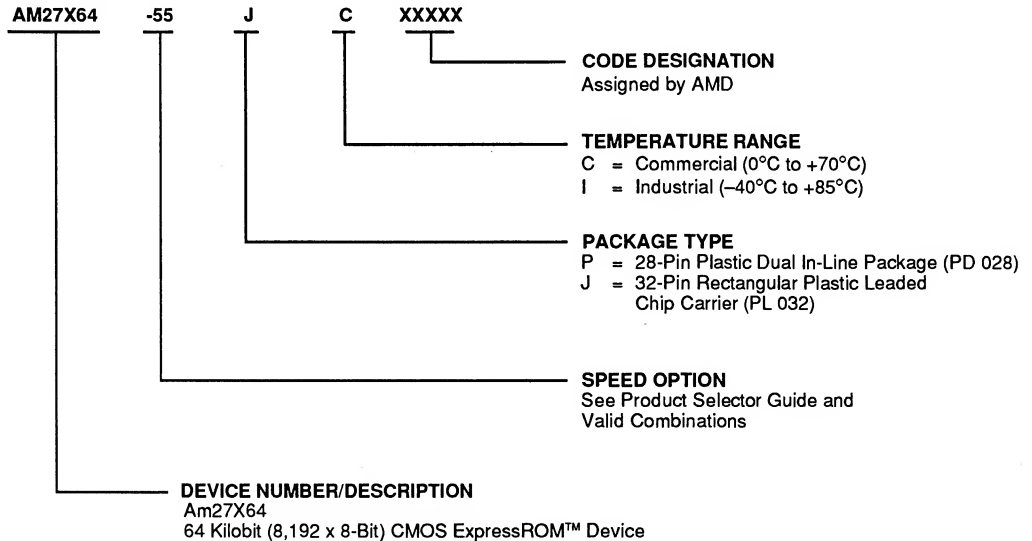 AM27X64 -55 J C XXXXX
CODE DESIGNATION
Assigned by AMD
TEMPERATURE RANGE
C = Commercial (0°C to +70°C)
I = Industrial (–40°C to +85°C)
PACKAGE TYPE
P = 28-Pin Plastic Dual In-Line Package (PD 028)
J = 32-Pin Rectangular Plastic Leaded
Chip Carrier (PL 032)
SPEED OPTION
See Product Selector Guide and
Valid Combinations
DEVICE NUMBER/DESCRIPTION
Am27X64
64 Kilobit (8,192 x 8-Bit) CMOS ExpressROM™ Device